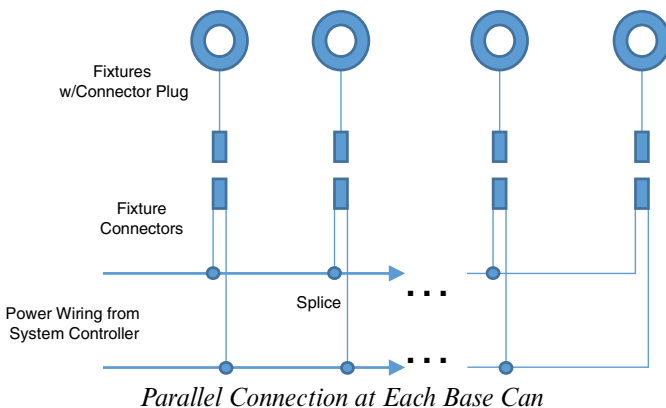 Fixtures
w/Connector Plug
Fixture
Connectors
Splice
...
Power Wiring from
System Controller
...
Parallel Connection at Each Base Can